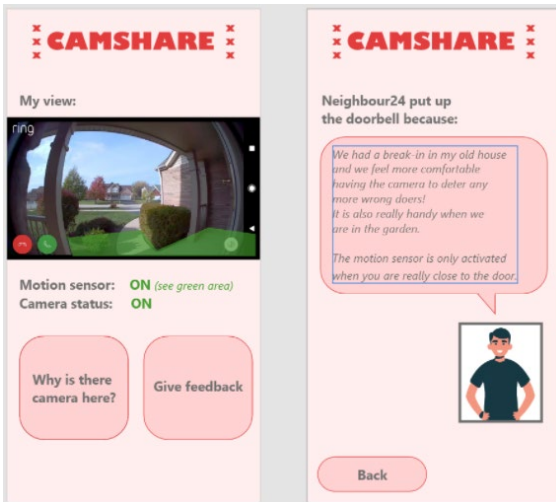 CAMSHARE
My view:
ring
Motion sensor: ON (see green area)
Camera status: ON
Why is there
camera here?
Give feedback
CAMSHARE
Neighbour24 put up
the doorbell because:
We had a break-in in my old house
and we feel more comfortable
having the camera to deter any
more wrong doers!
It is also really handy when we
are in the garden.
The motion sensor is only activated
when you are really close to the door.
Back